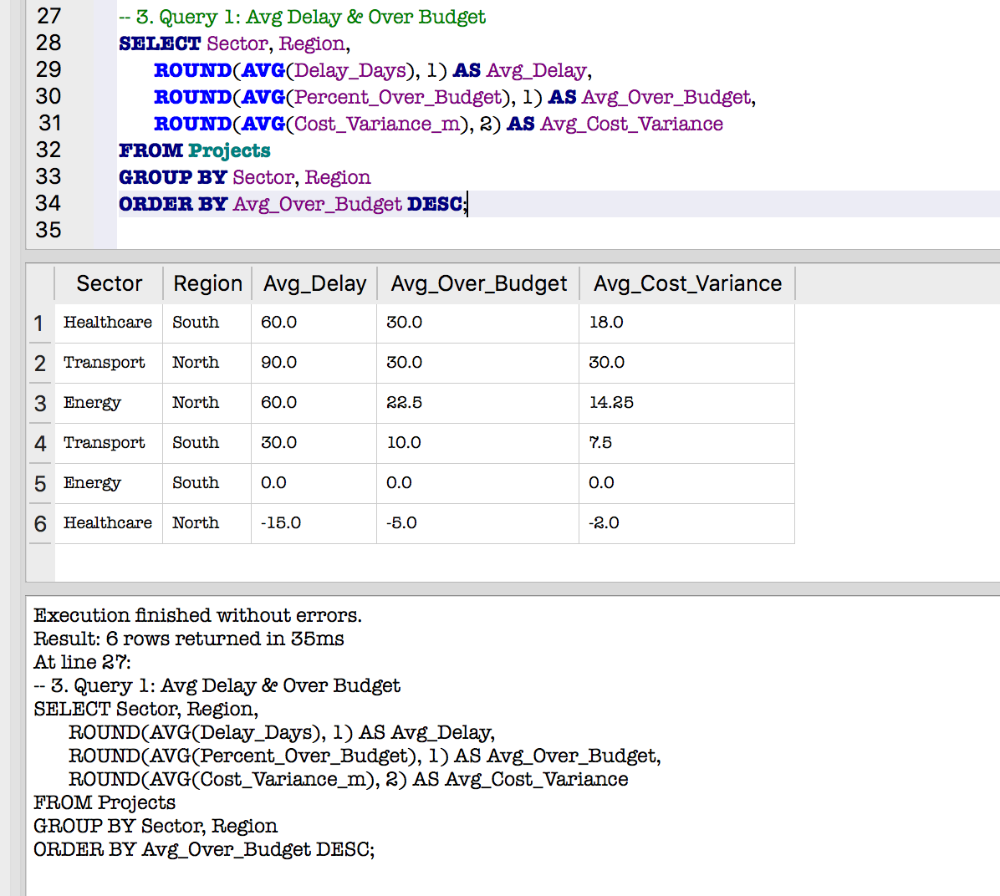 27 -- 3. Query 1: Avg Delay & Over Budget
28 SELECT Sector, Region,
29 ROUND(AVG(Delay_Days), 1) AS Avg_Delay,
30 ROUND(AVG(Percent_Over_Budget), 1) AS Avg_Over_Budget,
31 ROUND(AVG(Cost_Variance_m), 2) AS Avg_Cost_Variance
32 FROM Projects
33 GROUP BY Sector, Region
34 ORDER BY Avg_Over_Budget DESC;
35
Sector Region Avg_Delay Avg_Over_Budget Avg_Cost_Variance
1 Healthcare South 60.0 30.0 18.0
2 Transport North 90.0 30.0 30.0
3 Energy North 60.0 22.5 14.25
4 Transport South 30.0 10.0 7.5
5 Energy South 0.0 0.0 0.0
6 Healthcare North -15.0 -5.0 -2.0
Execution finished without errors.
Result: 6 rows returned in 35ms
At line 27:
-- 3. Query 1: Avg Delay & Over Budget
SELECT Sector, Region,
ROUND(AVG(Delay_Days), 1) AS Avg_Delay,
ROUND(AVG(Percent_Over_Budget), 1) AS Avg_Over_Budget,
ROUND(AVG(Cost_Variance_m), 2) AS Avg_Cost_Variance
FROM Projects
GROUP BY Sector, Region
ORDER BY Avg_Over_Budget DESC;